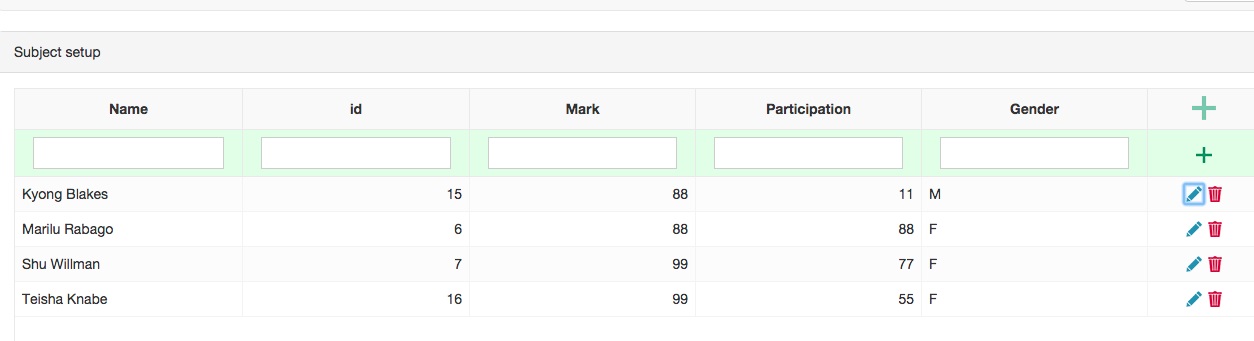 Subject setup
Name id Mark Participation Gender
Kyong Blakes 15 88 11 M
Marilu Rabago 6 88 88 F
Shu Willman 7 99 77 F
Teisha Knabe 16 99 55 F